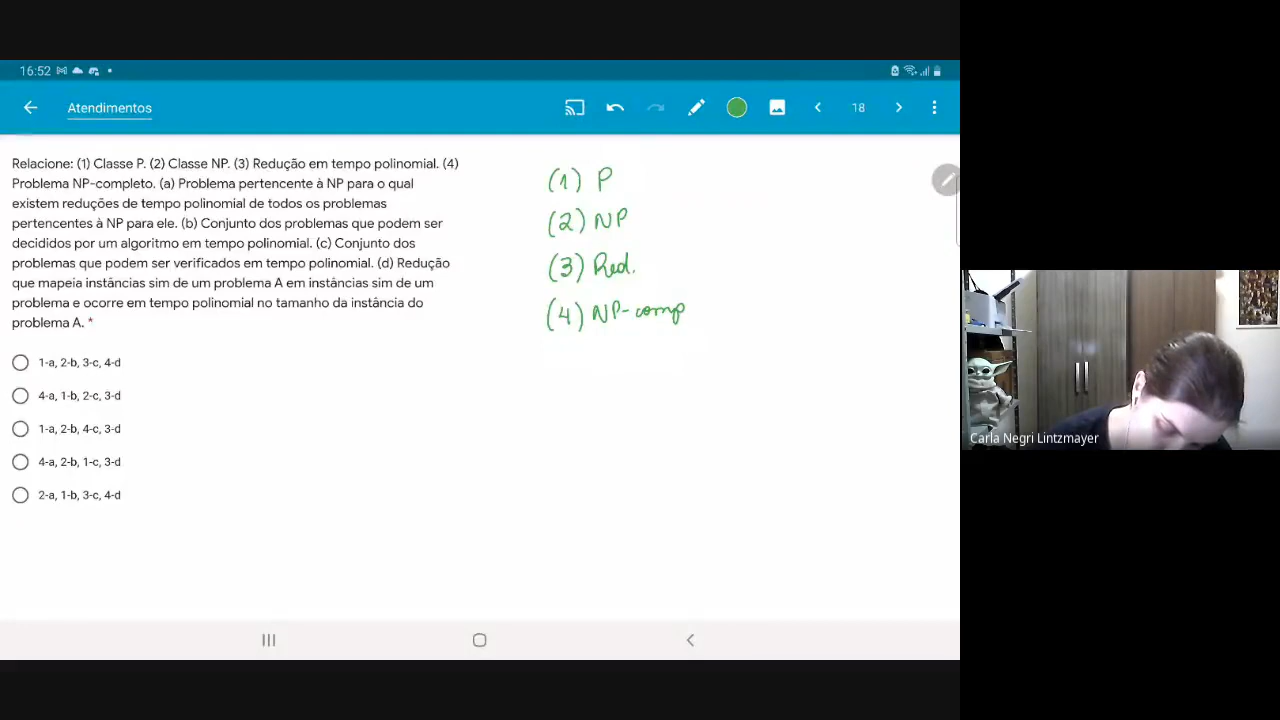 16:52
Atendimentos
18
Relacione: (1) Classe P. (2) Classe NP. (3) Redução em tempo polinomial. (4)
Problema NP-completo. (a) Problema pertencente à NP para o qual
existem reduções de tempo polinomial de todos os problemas
pertencentes à NP para ele. (b) Conjunto dos problemas que podem ser
decididos por um algoritmo em tempo polinomial. (c) Conjunto dos
problemas que podem ser verificados em tempo polinomial. (d) Redução
que mapeia instâncias sim de um problema A em instâncias sim de um
problema e ocorre em tempo polinomial no tamanho da instância do
problema A. *
1-a, 2-b, 3-c, 4-d
4-a, 1-b, 2-c, 3-d
1-a, 2-b, 4-c, 3-d
4-a, 2-b, 1-c, 3-d
2-a, 1-b, 3-c, 4-d
(1) P
(2) NP
(3) Red.
(4) NP-comp
Carla Negri Lintzmayer